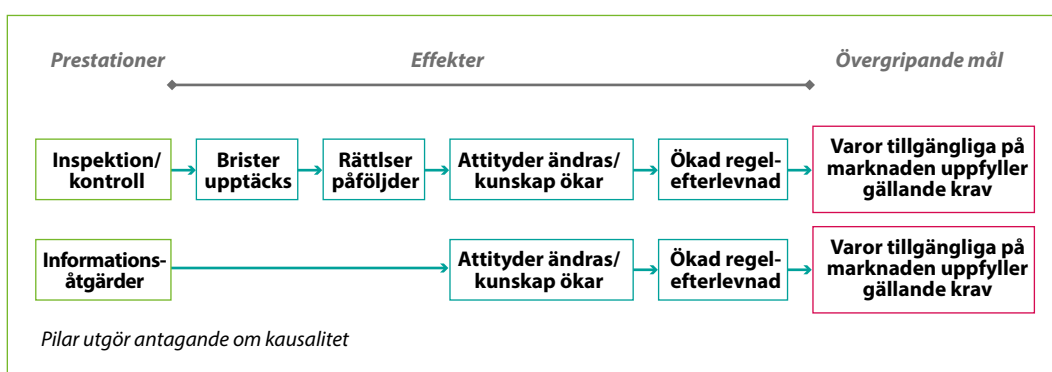 Prestationer
Effekter
Övergripande mål
Inspektion/
kontroll
Brister
upptäcks
Rättlser
påföljder
Attityder ändras/
kunskap ökar
Ökad regel-
efterlevnad
Varor tillgängliga på
marknaden uppfyller
gällande krav
Informations-
åtgärder
Attityder ändras/
kunskap ökar
Ökad regel-
efterlevnad
Varor tillgängliga på
marknaden uppfyller
gällande krav
Pilar utgör antagande om kausalitet